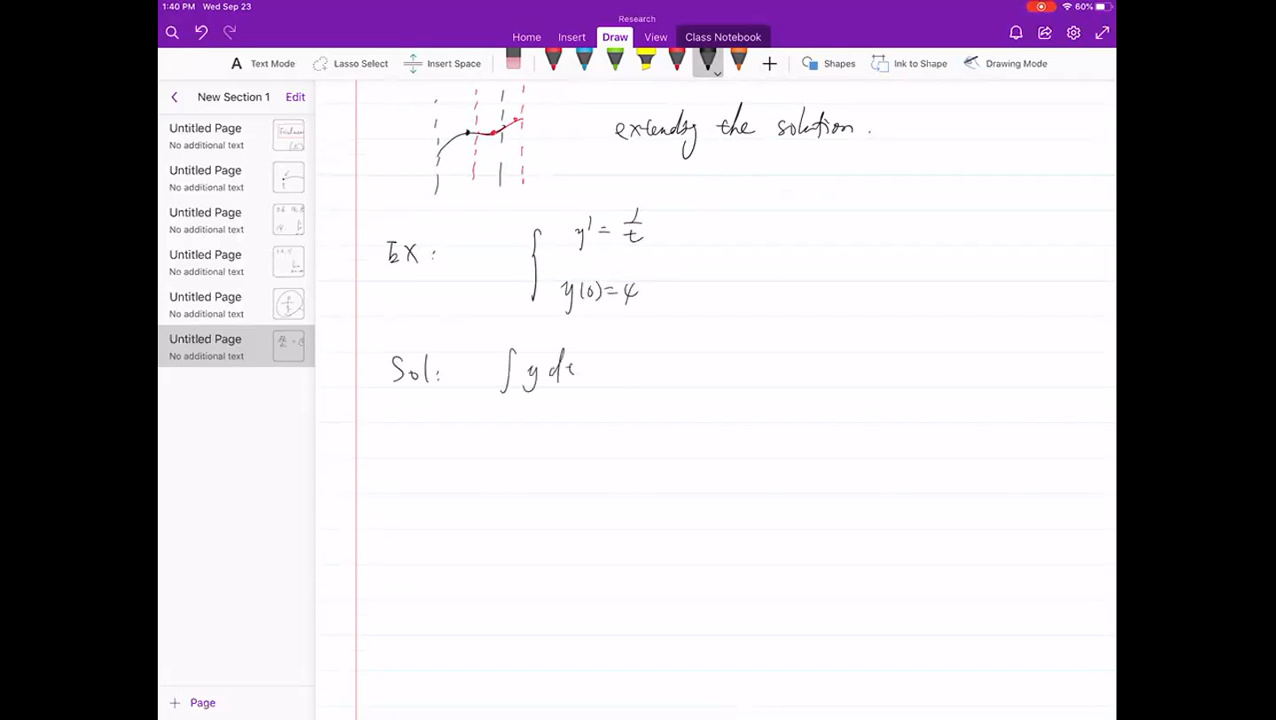 1:40 PM Wed Sep 23
60%
Research
Home Insert Draw View Class Notebook
A Text Mode Lasso Select Insert Space + Shapes Ink to Shape Drawing Mode
New Section 1 Edit
Untitled Page
No additional text
Untitled Page
No additional text
Untitled Page
No additional text
Untitled Page
No additional text
Untitled Page
No additional text
Untitled Page
No additional text
+ Page
extendsy the solution.
EX: { y' = 1/t
y(0)=4
Sol: ∫ y dt